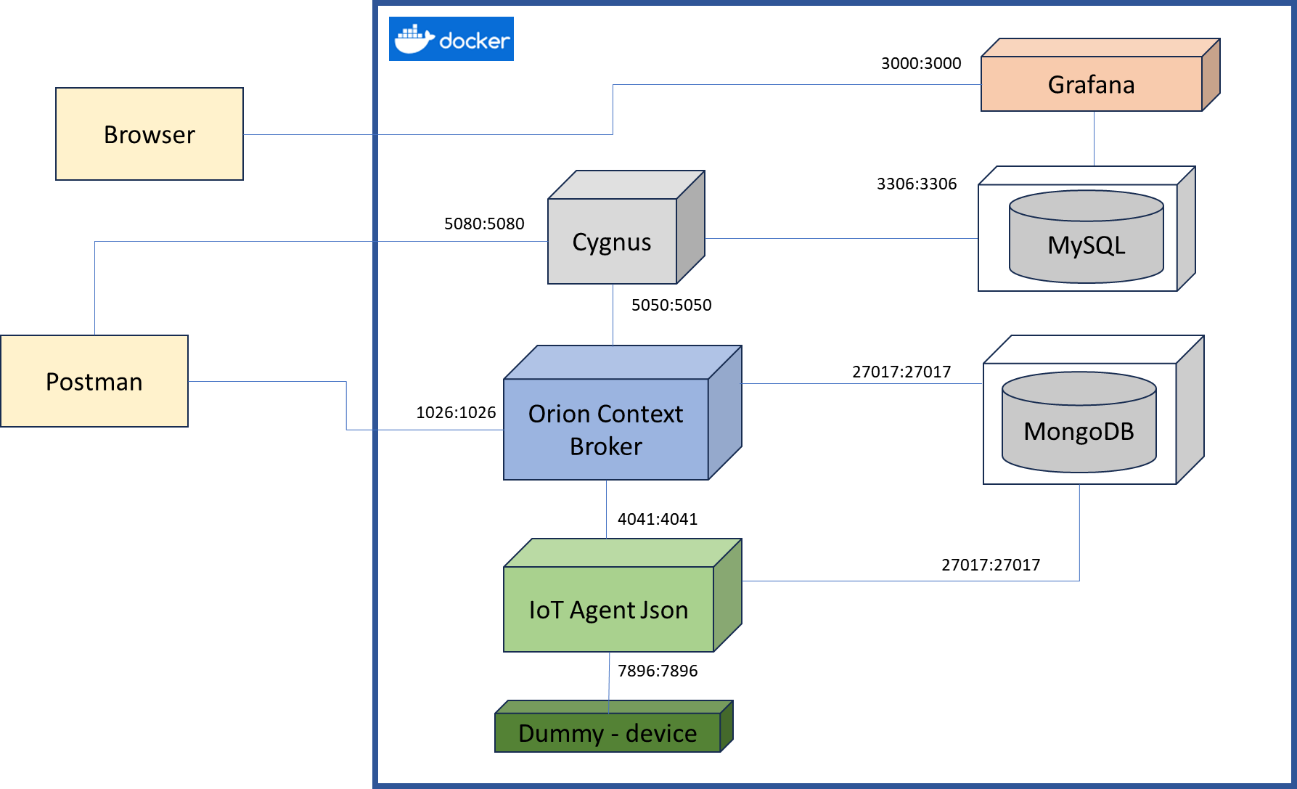 docker
3000:3000
Grafana
Browser
3306:3306
5080:5080
Cygnus
MySQL
5050:5050
Postman
27017:27017
1026:1026
Orion Context
Broker
MongoDB
4041:4041
27017:27017
IoT Agent Json
7896:7896
Dummy - device